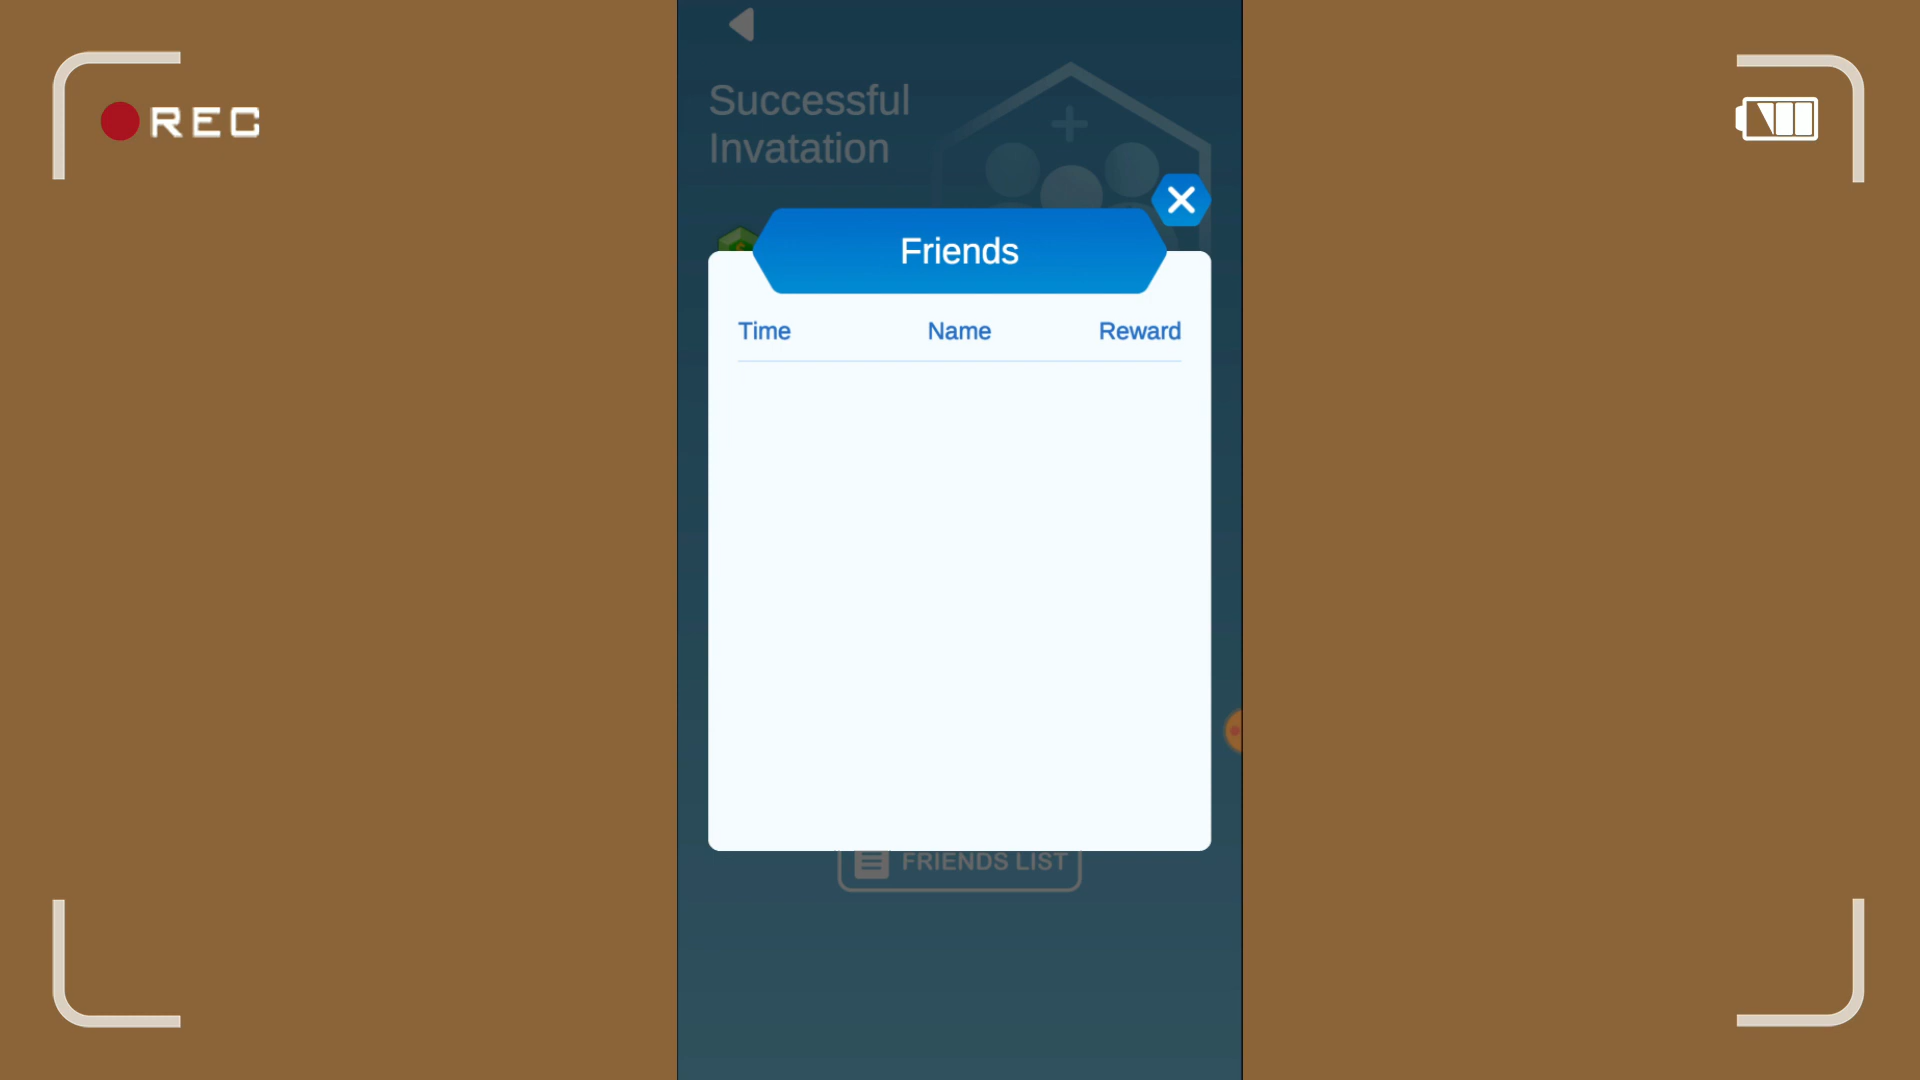 REC
Successful
Invatation
Friends
Time Name Reward
FRIENDS LIST